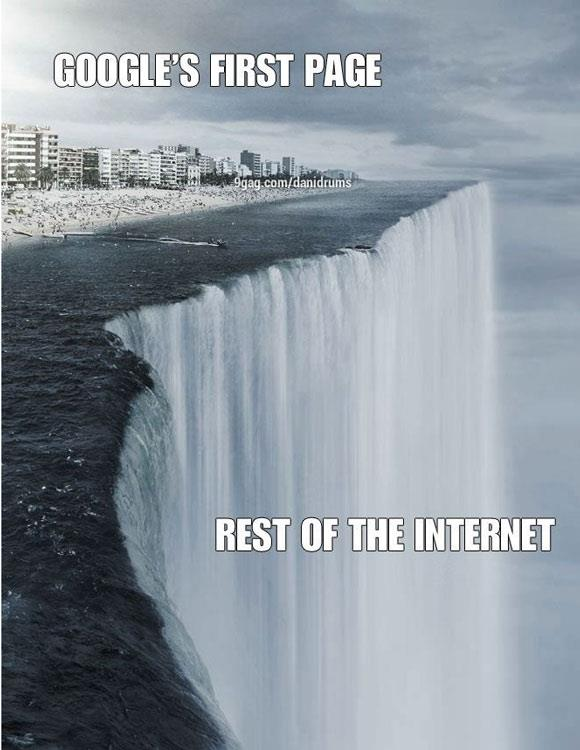 GOOGLE'S FIRST PAGE
9gag.com/danidrums
REST OF THE INTERNET